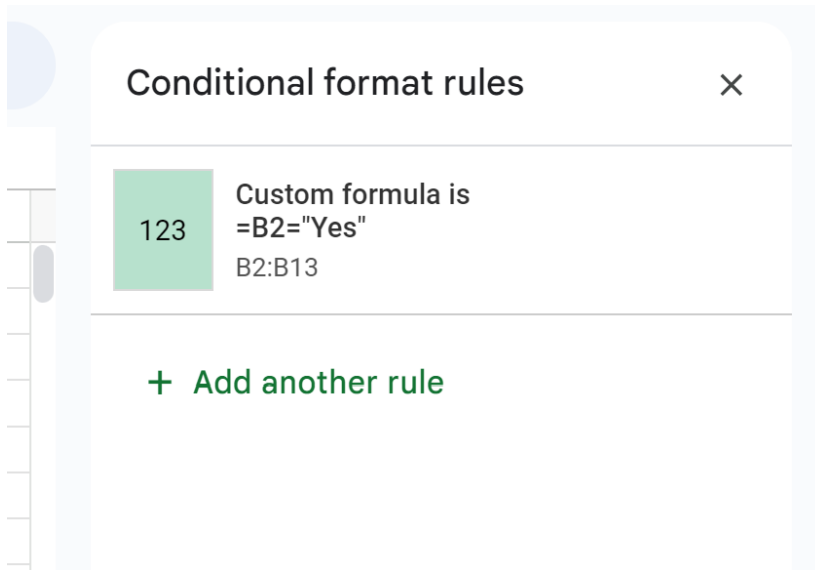 Conditional format rules
123
Custom formula is
=B2="Yes"
B2:B13
+ Add another rule